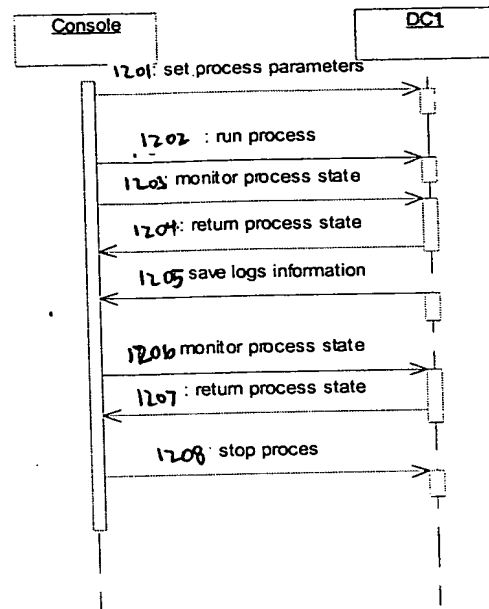 Console
DC1
1201: set process parameters
1202 : run process
1203: monitor process state
1204: return process state
1205 save logs information
1206 monitor process state
1207 : return process state
1208: stop proces